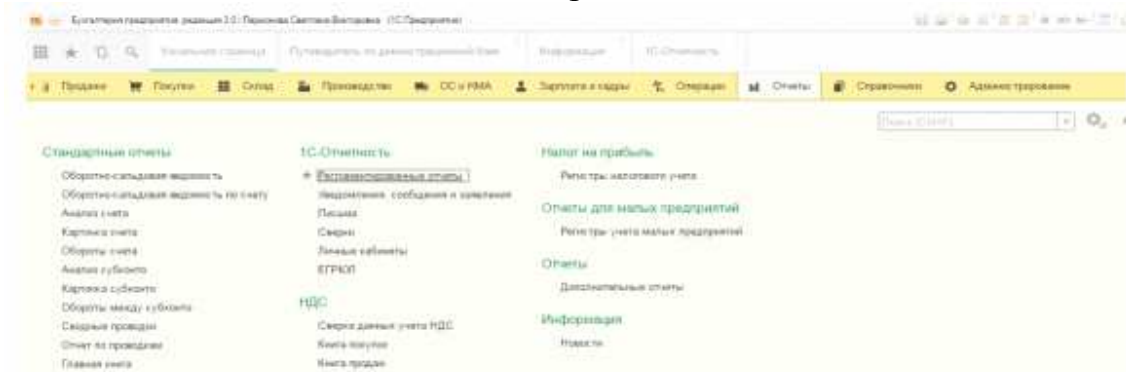 Бухгалтерия предприятия, редакция 3.0 / Ларионова Светлана Викторовна (1С:Предприятие)
Начальная страница Путеводитель по демонстрационной базе Информация 1С-Отчетность
Продажи Покупки Склад Производство ОС и НМА Зарплата и кадры Операции Отчеты Справочники Администрирование
Поиск (Ctrl+F)
Стандартные отчеты
Оборотно-сальдовая ведомость
Оборотно-сальдовая ведомость по счету
Анализ счета
Карточка счета
Обороты счета
Анализ субконто
Карточка субконто
Обороты между субконто
Сводные проводки
Отчет по проводкам
Главная книга
1С-Отчетность
Регламентированные отчеты
Уведомления, сообщения и заявления
Письма
Сверки
Личные кабинеты
ЕГРЮЛ
НДС
Сверка данных учета НДС
Книга покупок
Книга продаж
Налог на прибыль
Регистры налогового учета
Отчеты для малых предприятий
Регистры учета малых предприятий
Отчеты
Дополнительные отчеты
Информация
Новости